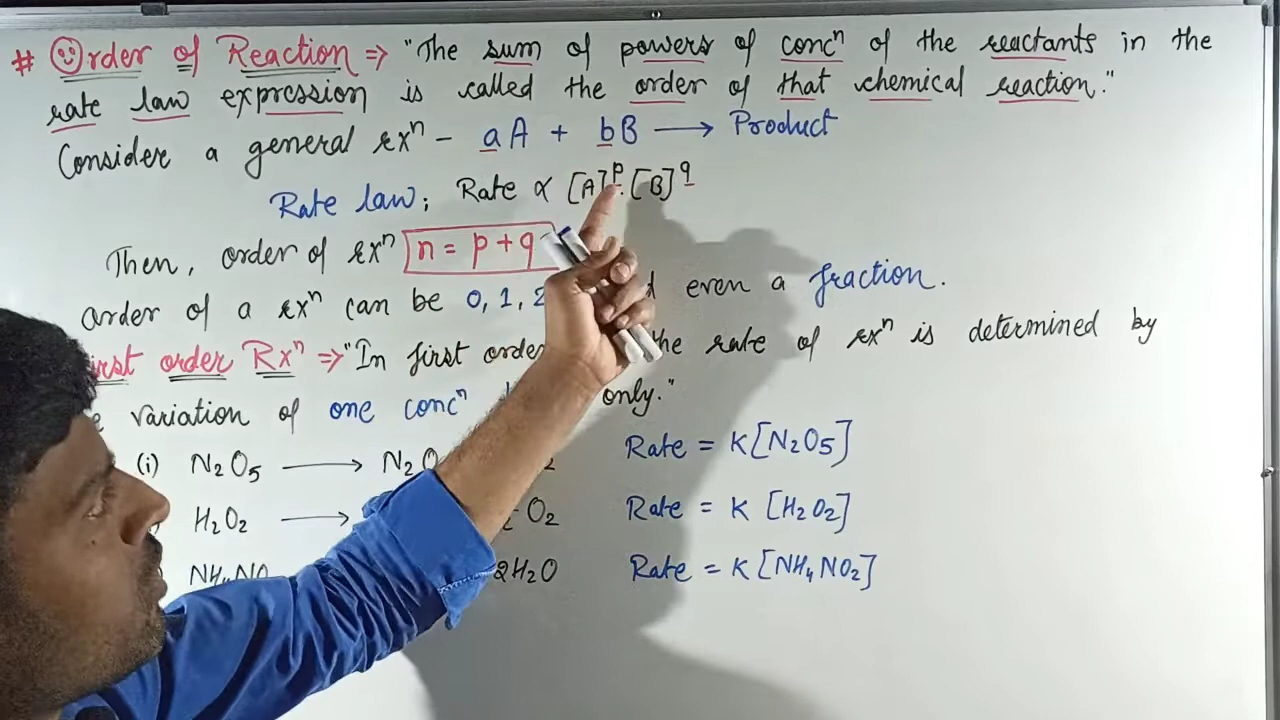 # Order of Reaction ⇒ "The sum of powers of concⁿ of the reactants in the
rate law expression is called the order of that chemical reaction."
Consider a general rxⁿ - aA + bB ⟶ Product
Rate law; Rate ∝ [A]ᵖ.[B]^q
Then, order of rxⁿ n = p + q
order of a rxⁿ can be 0, 1, 2 even a fraction.
order Rxⁿ ⇒ "In first order the rate of rxⁿ is determined by
variation of one concⁿ only."
(i) N₂O₅ ⟶ Rate = K[N₂O₅]
H₂O₂ ⟶ O₂ Rate = K [H₂O₂]
2H₂O Rate = K [NH₄NO₂]